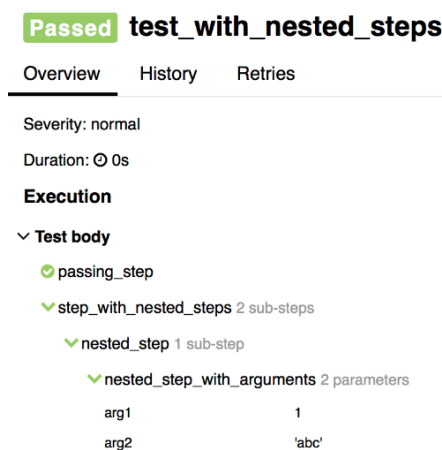 Passed test_with_nested_steps
Overview History Retries
Severity: normal
Duration: 0s
Execution
Test body
passing_step
step_with_nested_steps 2 sub-steps
nested_step 1 sub-step
nested_step_with_arguments 2 parameters
arg1 1
arg2 'abc'